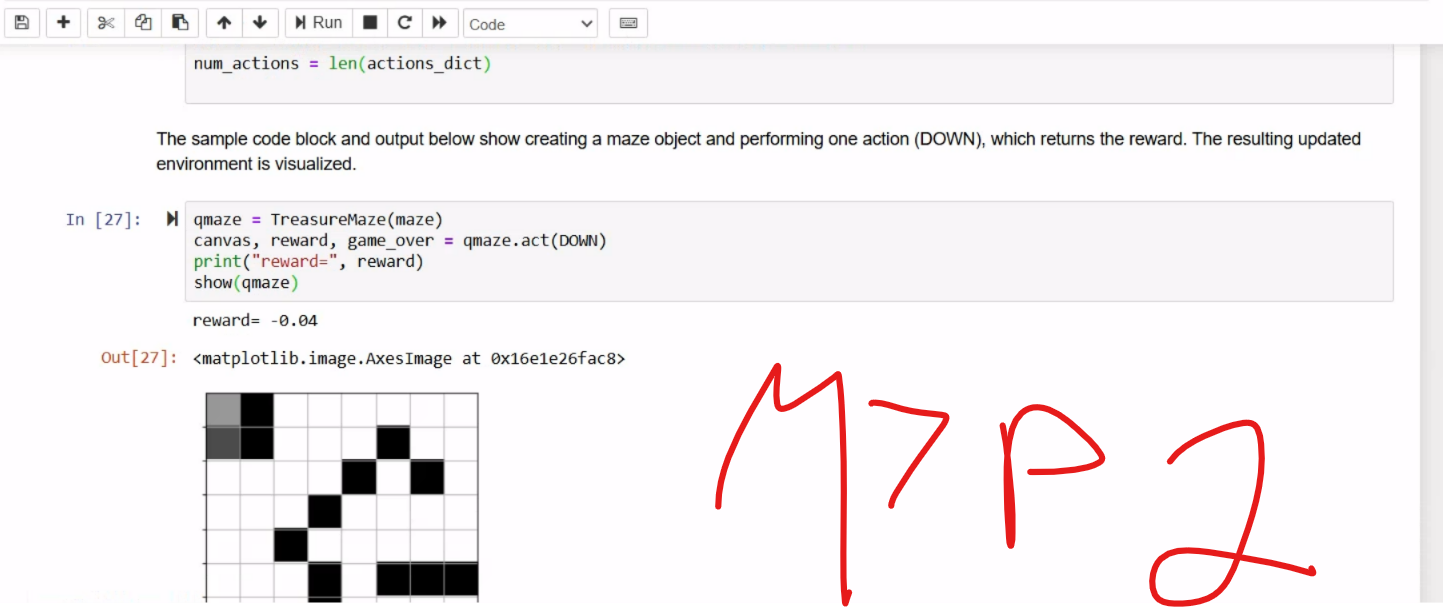 Run
Code
num_actions = len(actions_dict)
The sample code block and output below show creating a maze object and performing one action (DOWN), which returns the reward. The resulting updated
environment is visualized.
In [27]:
qmaze = TreasureMaze(maze)
canvas, reward, game_over = qmaze.act(DOWN)
print("reward=", reward)
show(qmaze)
reward= -0.04
Out[27]: <matplotlib.image.AxesImage at 0x16e1e26fac8>
M7P2